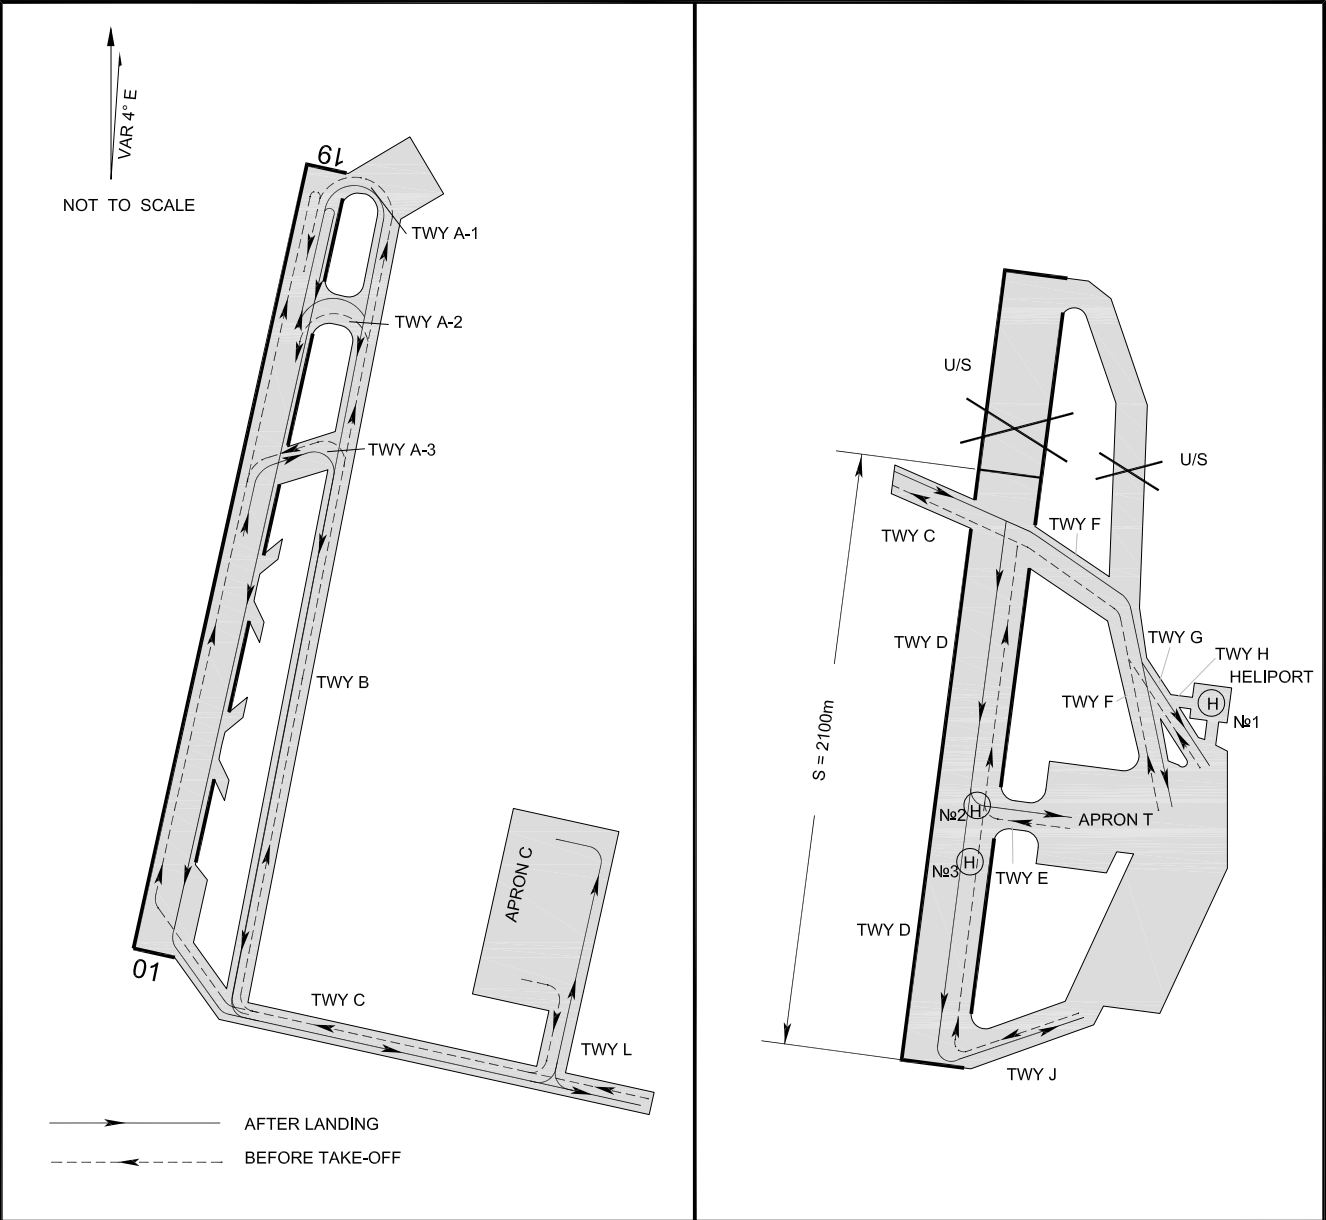 VAR 4° E
NOT TO SCALE
19
TWY A-1
TWY A-2
TWY A-3
TWY B
01
TWY C
APRON C
TWY L
AFTER LANDING
BEFORE TAKE-OFF
U/S
U/S
TWY F
TWY C
TWY D
TWY G
TWY H
HELIPORT
TWY F
H
№1
S = 2100m
№2
H
APRON T
№3
H
TWY E
TWY D
TWY J